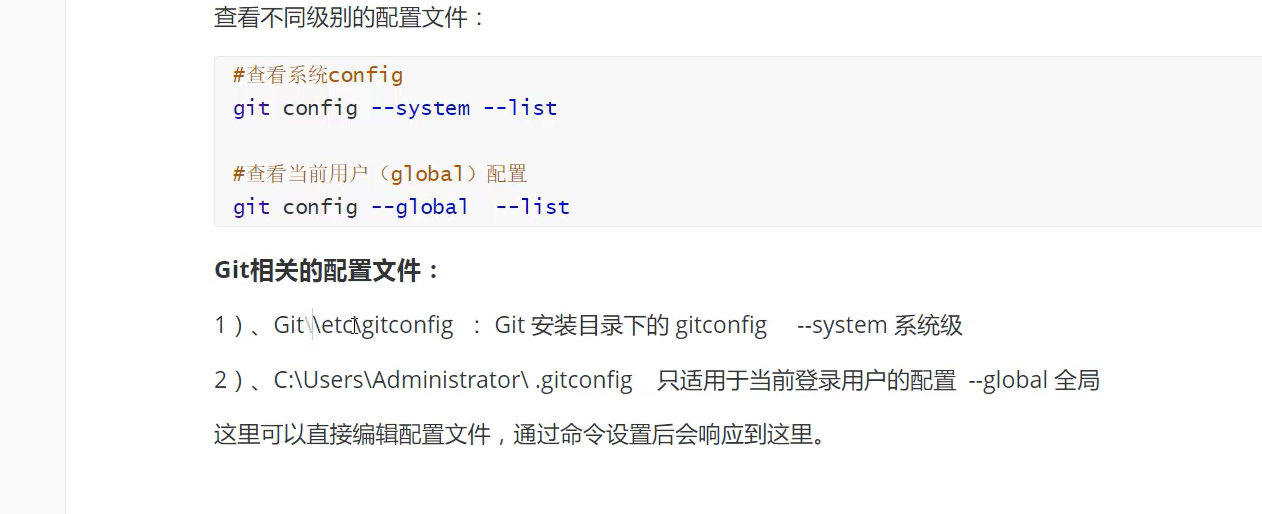 查看不同级别的配置文件：
#查看系统config
git config --system --list
#查看当前用户（global）配置
git config --global  --list
Git相关的配置文件：
1）、Git\\etc\gitconfig  ：Git 安装目录下的 gitconfig    --system 系统级
2）、C:\Users\Administrator\ .gitconfig   只适用于当前登录用户的配置  --global 全局
这里可以直接编辑配置文件，通过命令设置后会响应到这里。